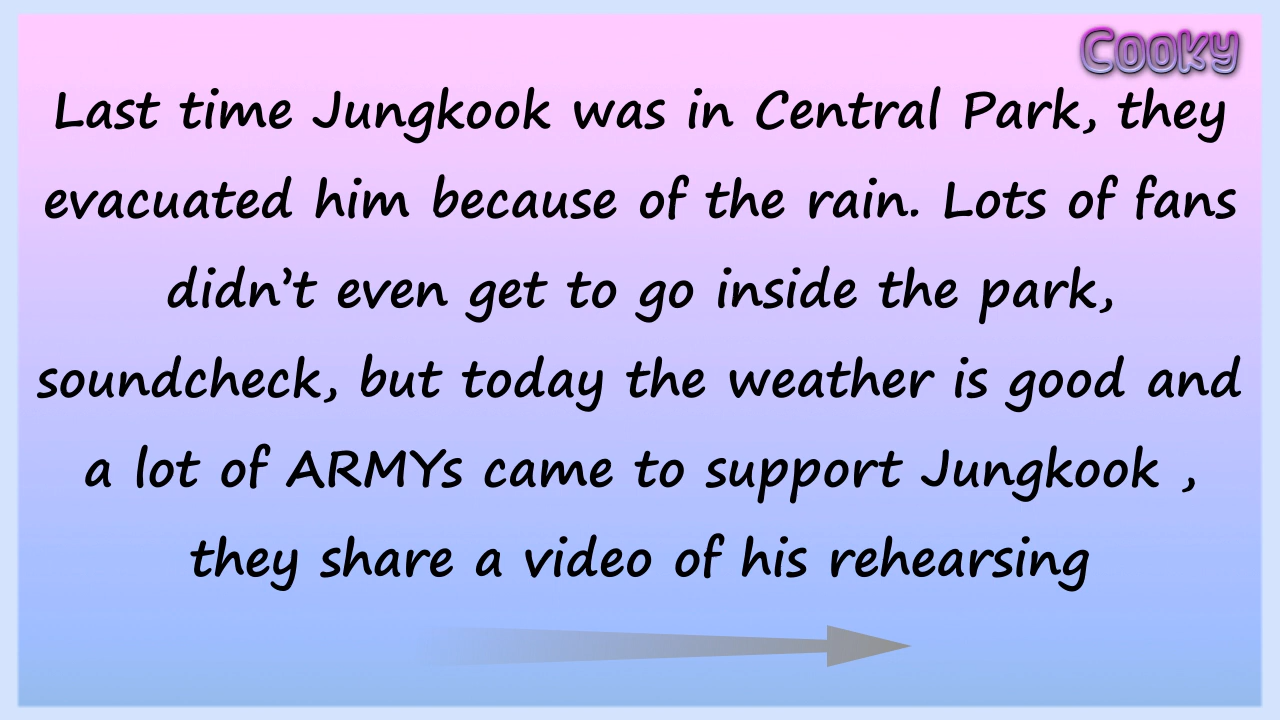 Cooky
Last time Jungkook was in Central Park, they
evacuated him because of the rain. Lots of fans
didn’t even get to go inside the park,
soundcheck, but today the weather is good and
a lot of ARMYs came to support Jungkook ,
they share a video of his rehearsing